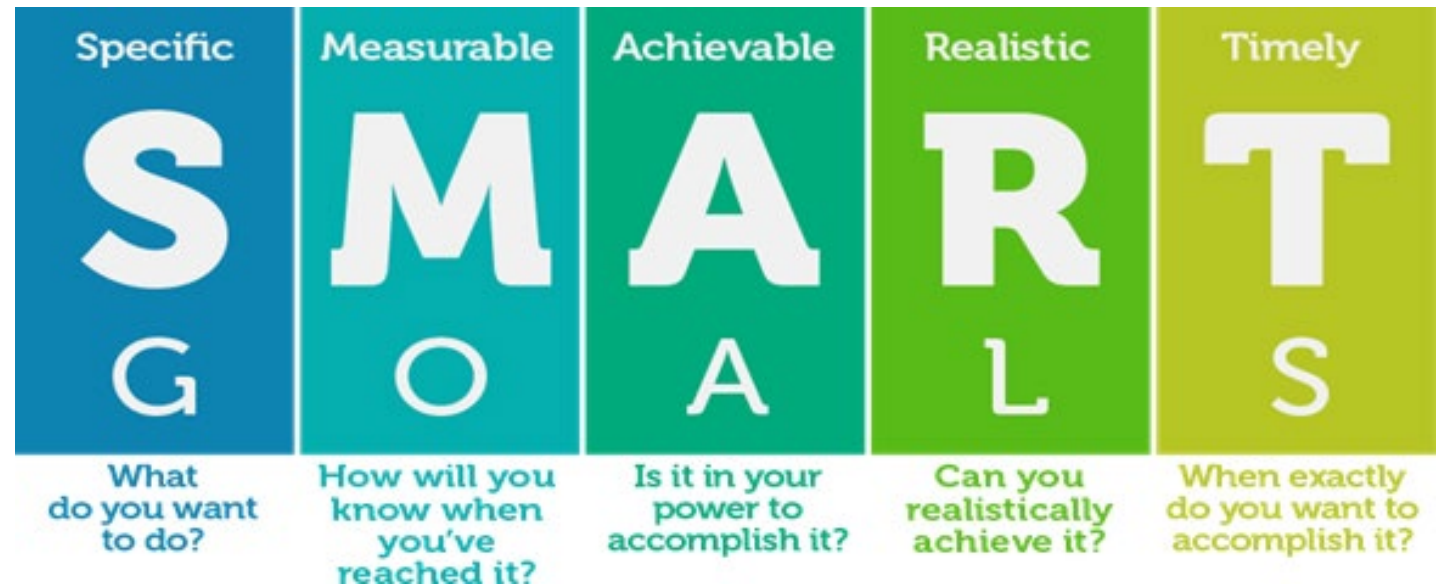 Specific Measurable Achievable Realistic Timely
S M A R T
G O A L S
What
do you want
to do?
How will you
know when
you've
reached it?
Is it in your
power to
accomplish it?
Can you
realistically
achieve it?
When exactly
do you want to
accomplish it?